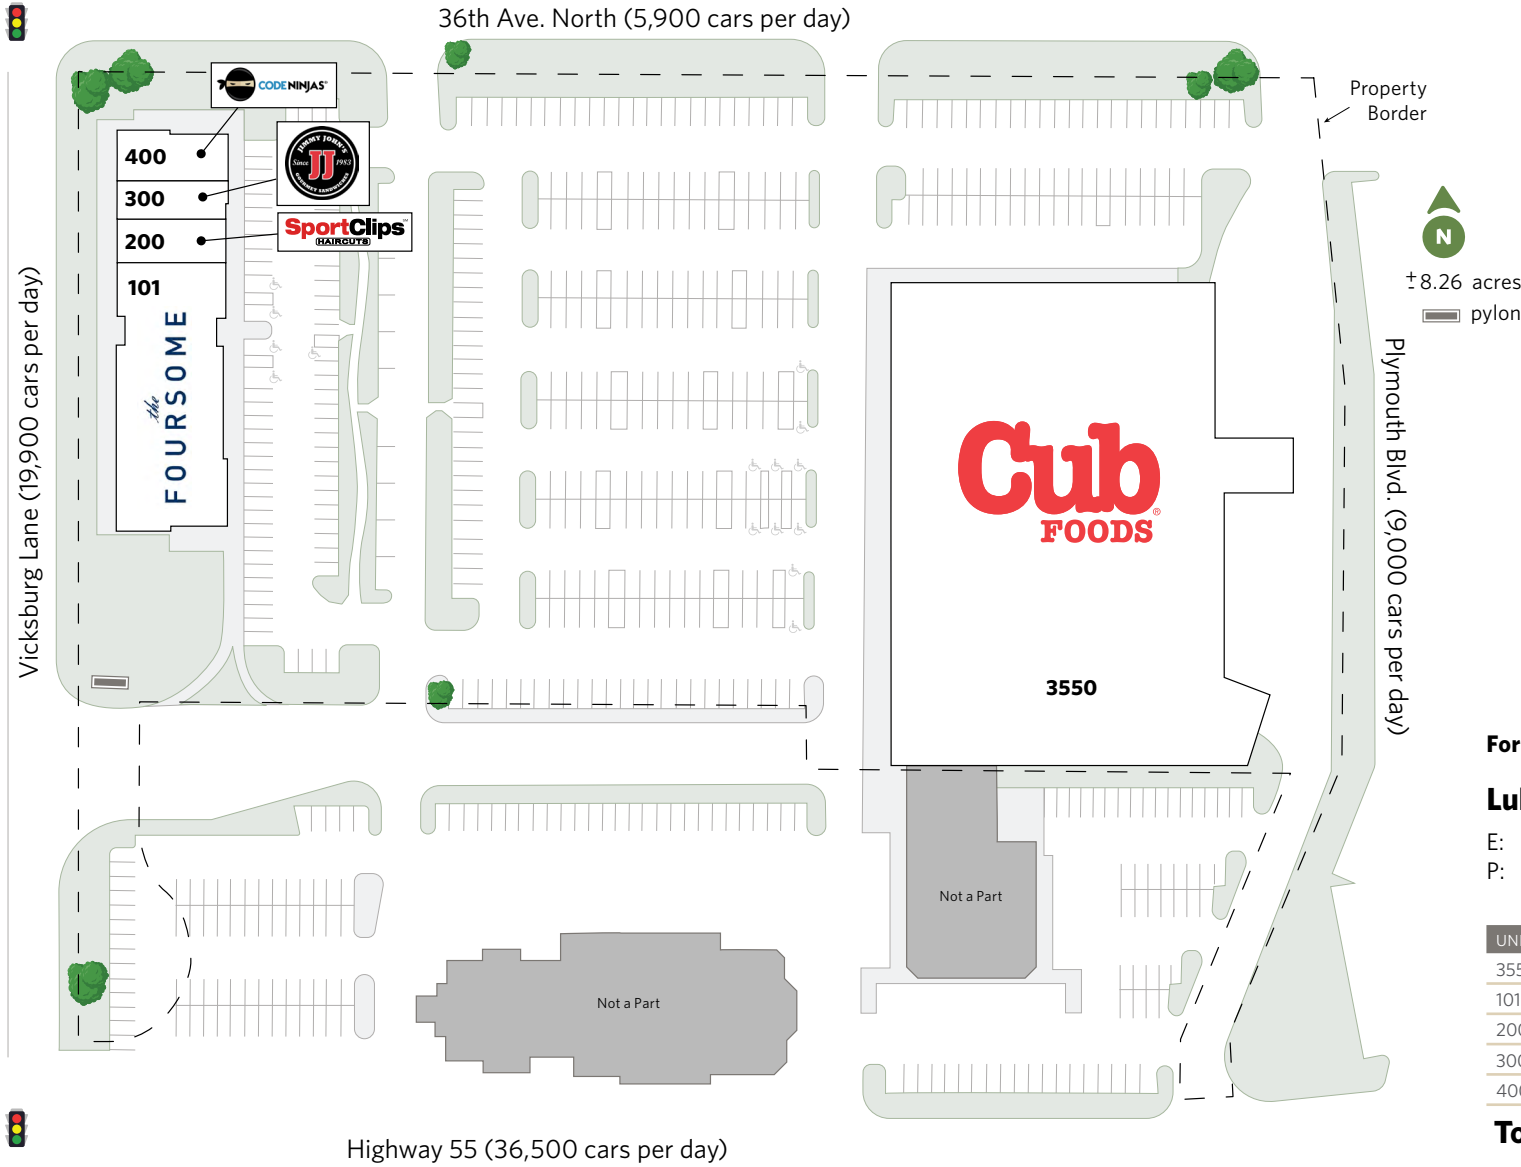 36th Ave. North (5,900 cars per day)
CODE NINJAS
Property
Border
400
JIMMY JOHN'S
Since 1983
JJ
GOURMET SANDWICHES
300
200
SportClips
HAIRCUTS
101
the
FOURSOME
N
±8.26 acres
pylon
Vicksburg Lane (19,900 cars per day)
Plymouth Blvd. (9,000 cars per day)
Cub
FOODS
3550
For
E:
P:
Not a Part
Not a Part
101
Highway 55 (36,500 cars per day)